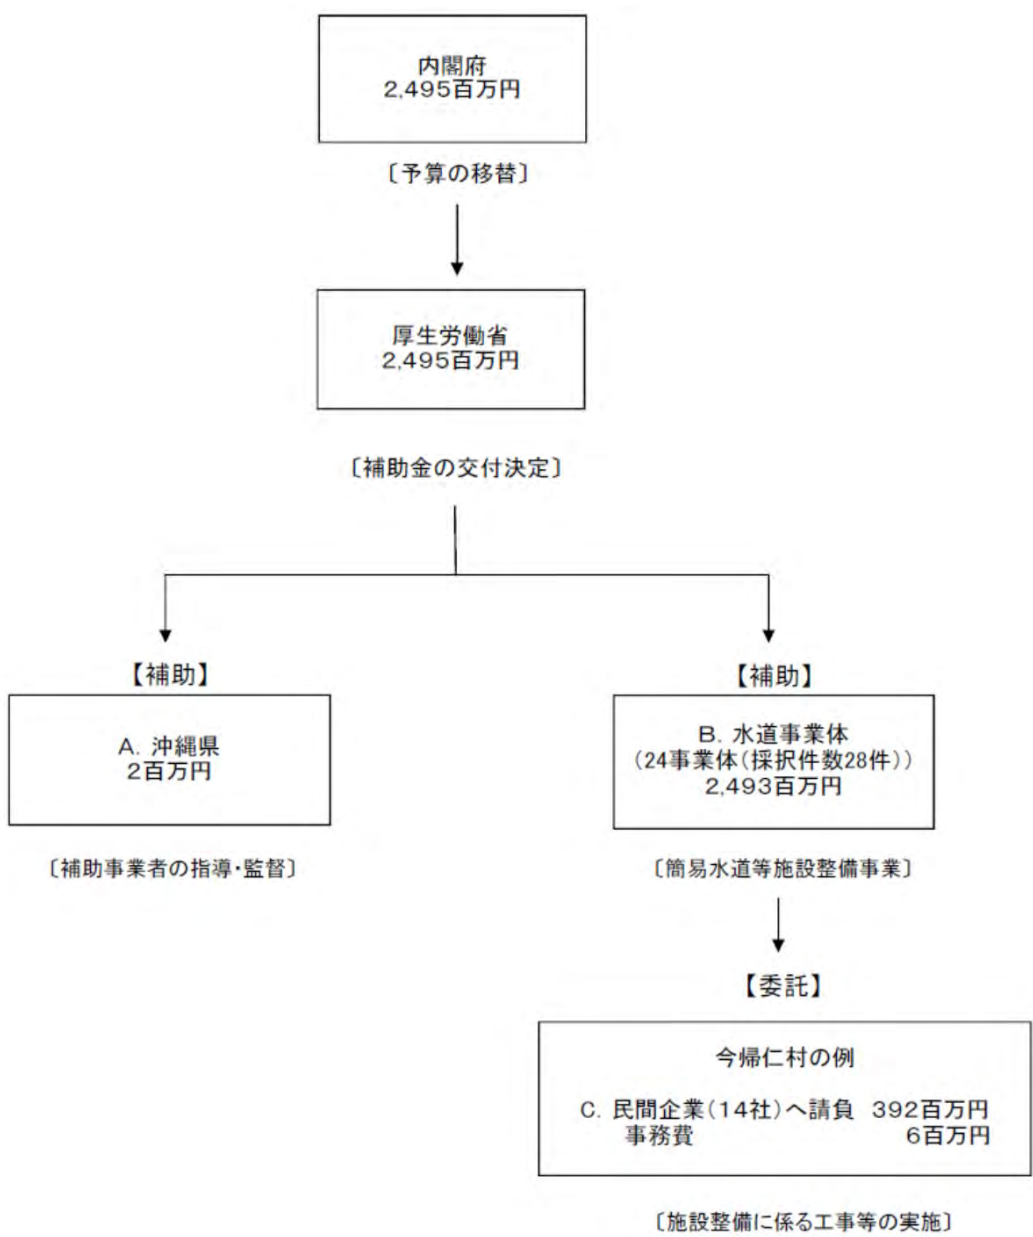 内閣府
2,495百万円
〔予算の移替〕
厚生労働省
2,495百万円
〔補助金の交付決定〕
【補助】
A. 沖縄県
2百万円
〔補助事業者の指導・監督〕
【補助】
B. 水道事業体
(24事業体(採択件数28件))
2,493百万円
〔簡易水道等施設整備事業〕
【委託】
今帰仁村の例
C. 民間企業(14社)へ請負 392百万円
事務費 6百万円
〔施設整備に係る工事等の実施〕